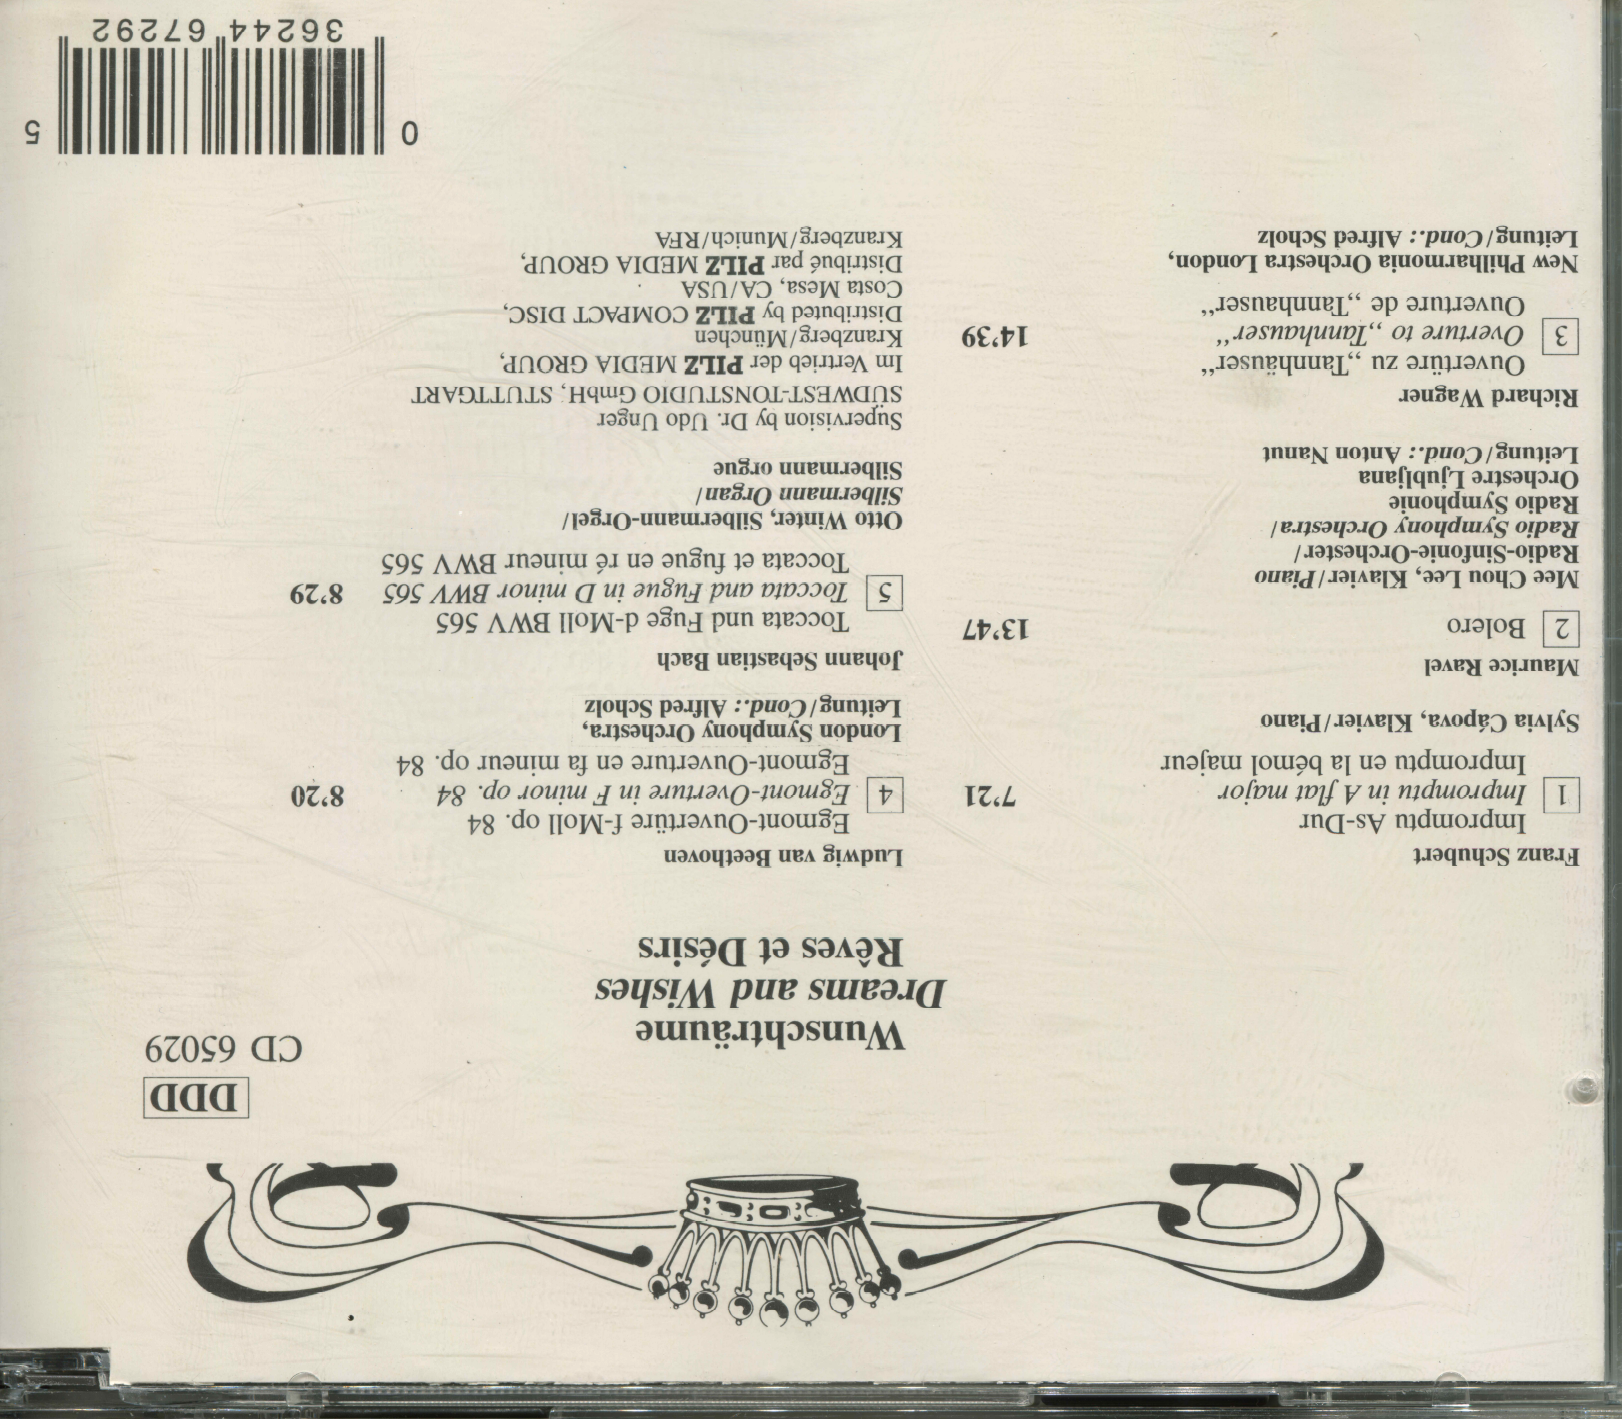 DDD
CD 65029
Wunschträume
Dreams and Wishes
Rêves et Désirs
Franz Schubert
Impromptu As-Dur
1 Impromptu in A flat major 7'21
Impromptu en la bémol majeur
Sylvia Cápova, Klavier/Piano
Maurice Ravel
2 Bolero 13'47
Mee Chou Lee, Klavier/Piano
Radio-Sinfonie-Orchester/
Radio Symphony Orchestra/
Radio Symphonie
Orchestre Ljubljana
Leitung/Cond.: Anton Nanut
Richard Wagner
Ouvertüre zu „Tannhäuser“
3 Overture to „Tannhauser“ 14'39
Ouverture de „Tannhauser“
New Philharmonia Orchestra London,
Leitung/Cond.: Alfred Scholz
Ludwig van Beethoven
Egmont-Ouvertüre f-Moll op. 84
4 Egmont-Overture in F minor op. 84 8'20
Egmont-Ouverture en fa mineur op. 84
London Symphony Orchestra,
Leitung/Cond.: Alfred Scholz
Johann Sebastian Bach
Toccata und Fuge d-Moll BWV 565
5 Toccata and Fugue in D minor BWV 565 8'29
Toccata et fugue en ré mineur BWV 565
Otto Winter, Silbermann-Orgel/
Silbermann Organ/
Silbermann orgue
Supervision by Dr. Udo Unger
SÜDWEST-TONSTUDIO GmbH, STUTTGART
Im Vertrieb der PILZ MEDIA GROUP,
Kranzberg/München
Distributed by PILZ COMPACT DISC,
Costa Mesa, CA/USA
Distribué par PILZ MEDIA GROUP,
Kranzberg/Munich/RFA
0 36244 67292 5